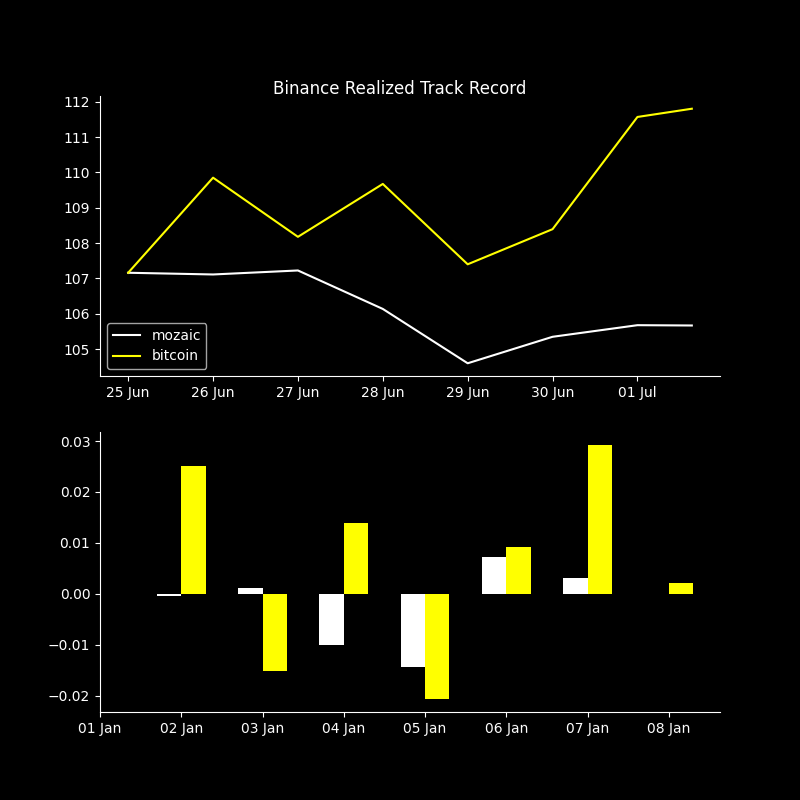 Binance Realized Track Record
112
111
110
109
108
107
106
105
mozaic
bitcoin
25 Jun 26 Jun 27 Jun 28 Jun 29 Jun 30 Jun 01 Jul
0.03
0.02
0.01
0.00
−0.01
−0.02
01 Jan 02 Jan 03 Jan 04 Jan 05 Jan 06 Jan 07 Jan 08 Jan